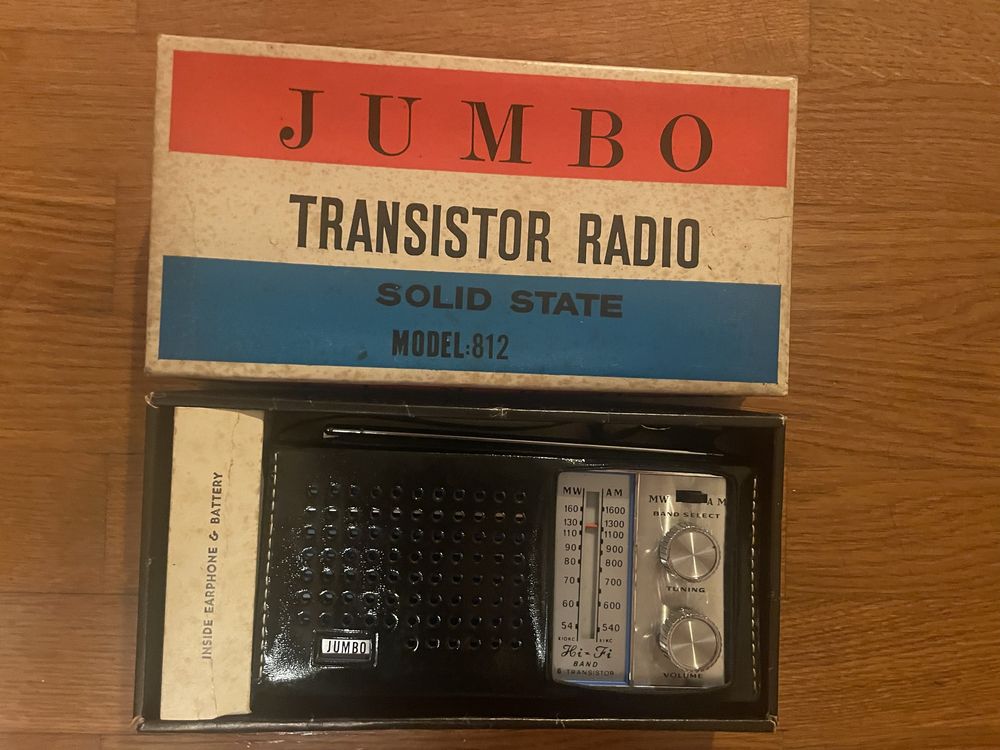 JUMBO
TRANSISTOR RADIO
SOLID STATE
MODEL:812
INSIDE EARPHONE & BATTERY
JUMBO
MW AM
160 1600
130 1300
110 1100
90 900
80 800
70 700
60 600
54 540
X10KC X1KC
Hi-Fi
BAND
6-TRANSISTOR
MW AM
BAND SELECT
TUNING
VOLUME